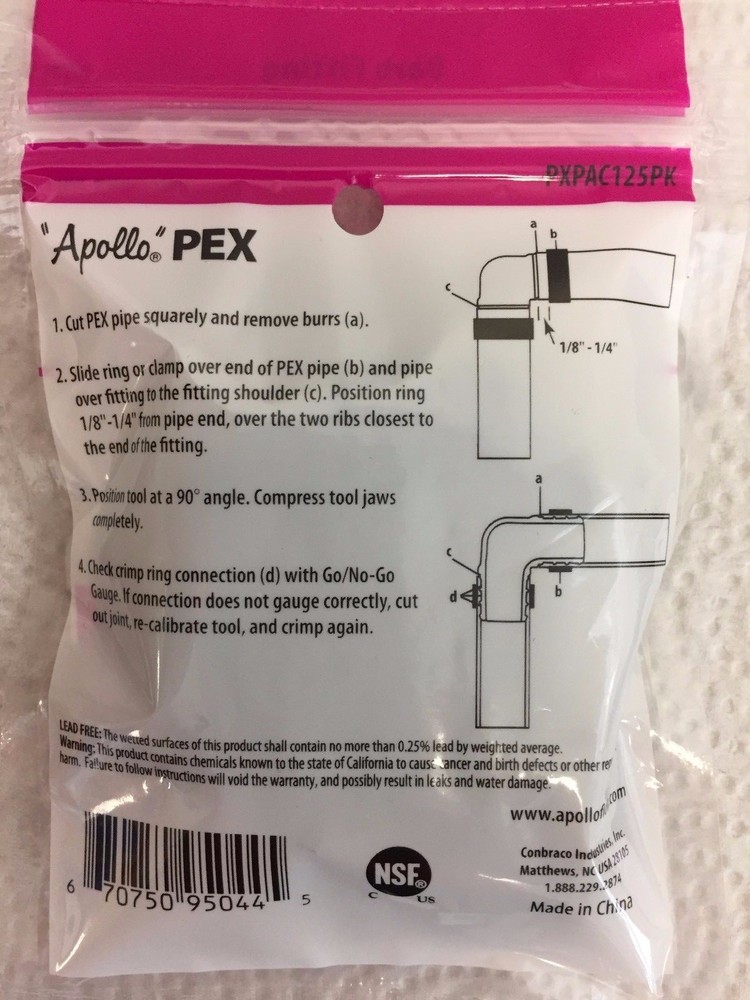 PXPAC125PK
"Apollo"® PEX
1. Cut PEX pipe squarely and remove burrs (a).
2. Slide ring or clamp over end of PEX pipe (b) and pipe
over fitting to the fitting shoulder (c). Position ring
1/8"-1/4" from pipe end, over the two ribs closest to
the end of the fitting.
3. Position tool at a 90° angle. Compress tool jaws
completely.
4. Check crimp ring connection (d) with Go/No-Go
Gauge. If connection does not gauge correctly, cut
out joint, re-calibrate tool, and crimp again.
a
b
c
1/8" - 1/4"
a
c
d
b
LEAD FREE: The wetted surfaces of this product shall contain no more than 0.25% lead by weighted average.
Warning: This product contains chemicals known to the state of California to cause cancer and birth defects or other
harm. Failure to follow instructions will void the warranty, and possibly result in leaks and water damage.
Conbraco Industries, Inc.
Matthews, NC USA 28105
1.888.229.2874
Made in China
6 70750 95044 5
NSF®
C US